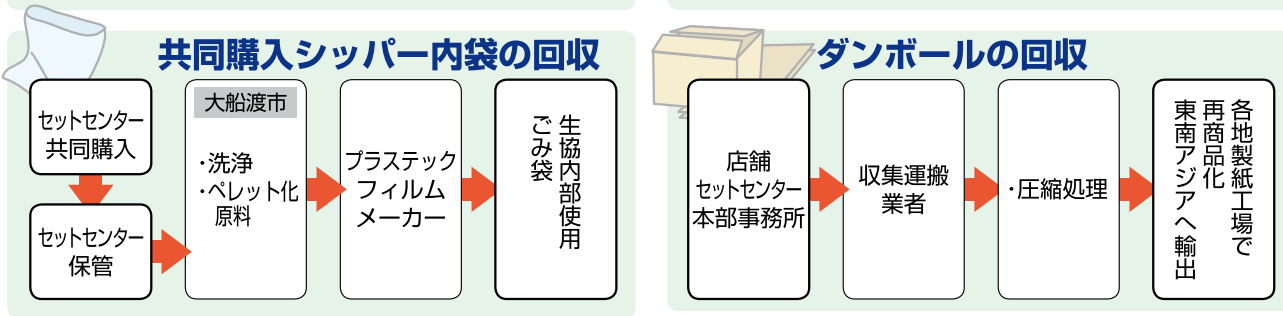 共同購入シッパー内袋の回収
セットセンター
共同購入
セットセンター
保管
大船渡市
・洗浄
・ペレット化
原料
プラステック
フィルム
メーカー
生協内部使用
ごみ袋
ダンボールの回収
店舗
セットセンター
本部事務所
収集運搬
業者
・圧縮処理
各地製紙工場で
再商品化
東南アジアへ輸出